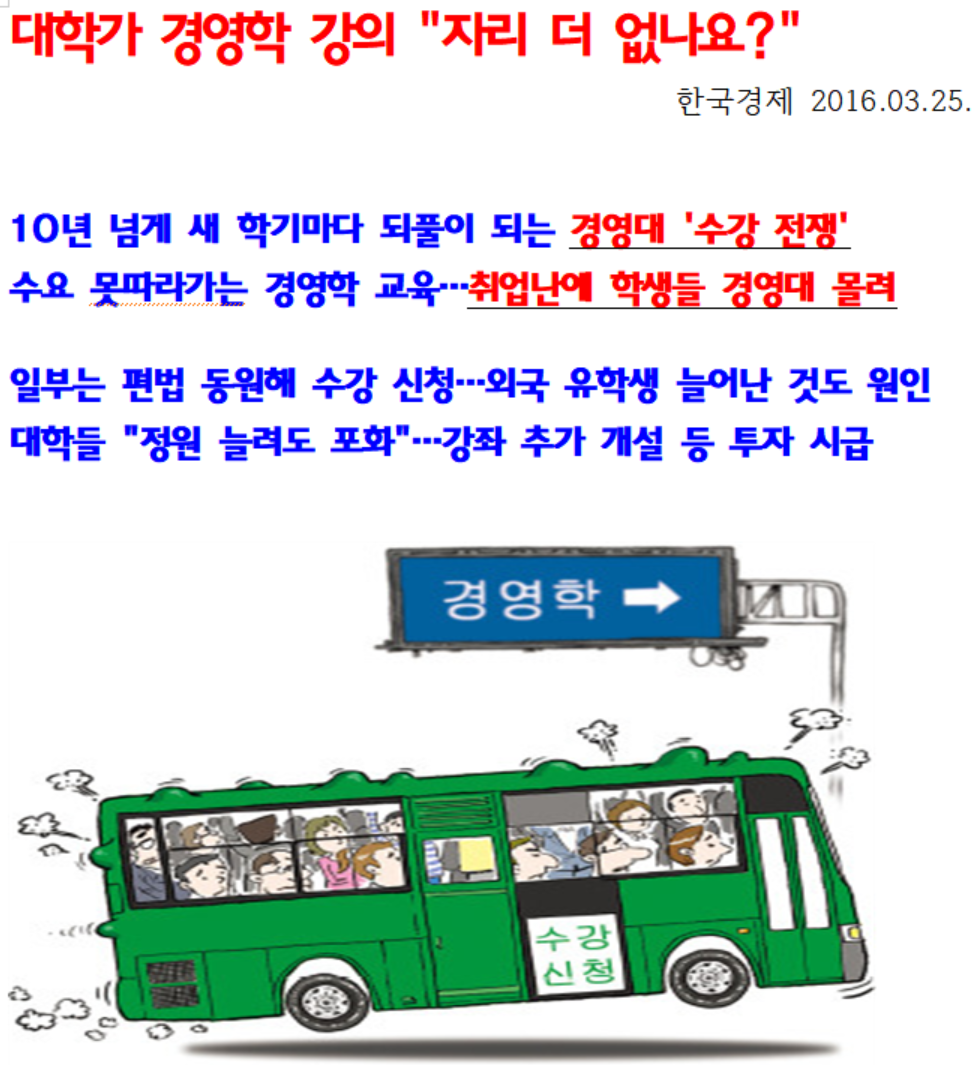 대학가 경영학 강의 "자리 더 없나요?"
한국경제 2016.03.25.
10년 넘게 새 학기마다 되풀이 되는 경영대 '수강 전쟁'
수요 못따라가는 경영학 교육…취업난에 학생들 경영대 몰려
일부는 편법 동원해 수강 신청…외국 유학생 늘어난 것도 원인
대학들 "정원 늘려도 포화"…강좌 추가 개설 등 투자 시급
경영학 ➡
수강
신청